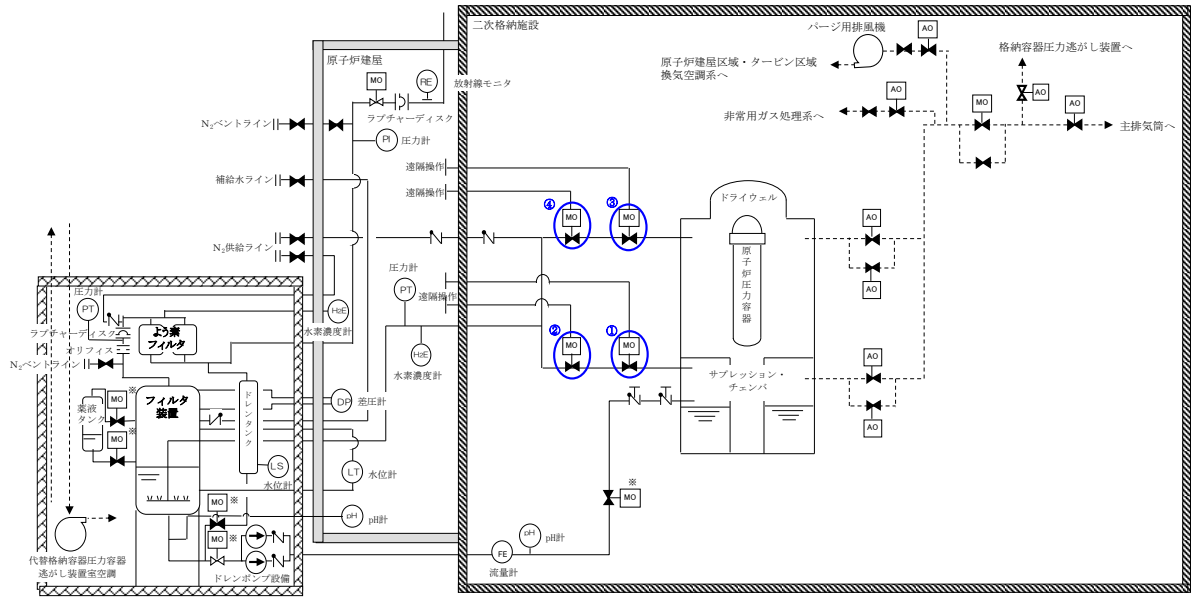 二次格納施設
パージ用排風機
AO
格納容器圧力逃がし装置へ
原子炉建屋区域・タービン区域
換気空調系へ
AO
MO
AO
AO
非常用ガス処理系へ
主排気筒へ
原子炉建屋
MO
RE
放射線モニタ
ラプチャーディスク
N₂ベントライン
PI
圧力計
遠隔操作
補給水ライン
遠隔操作
④
③
MO
MO
ドライウェル
原子炉圧力容器
AO
AO
N₂供給ライン
圧力計
PT
遠隔操作
②
①
MO
MO
H2E
水素濃度計
H2E
水素濃度計
サプレッション・
チェンバ
AO
AO
圧力計
PT
ラプチャーディスク
オリフィス
N₂ベントライン
よう素
フィルタ
MO
※
薬液
タンク
MO
※
フィルタ
装置
ドレンタンク
DP
差圧計
LS
水位計
LT
水位計
MO
※
MO
※
pH
pH計
ドレンポンプ設備
代替格納容器圧力容器
逃がし装置室空調
※
MO
pH
pH計
FE
流量計